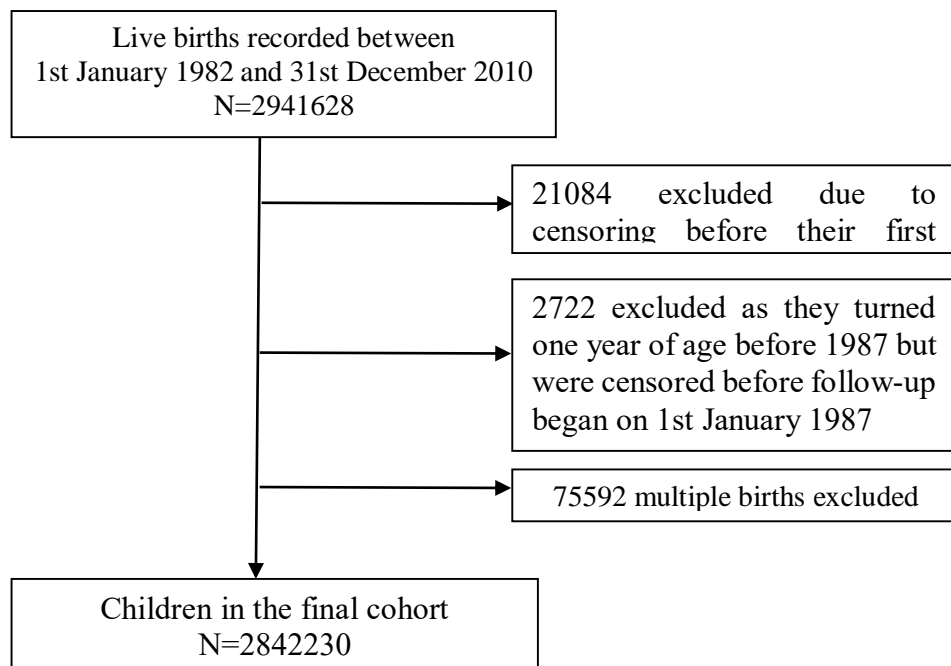 Live births recorded between
1st January 1982 and 31st December 2010
N=2941628
21084 excluded due to
censoring before their first
2722 excluded as they turned
one year of age before 1987 but
were censored before follow-up
began on 1st January 1987
75592 multiple births excluded
Children in the final cohort
N=2842230